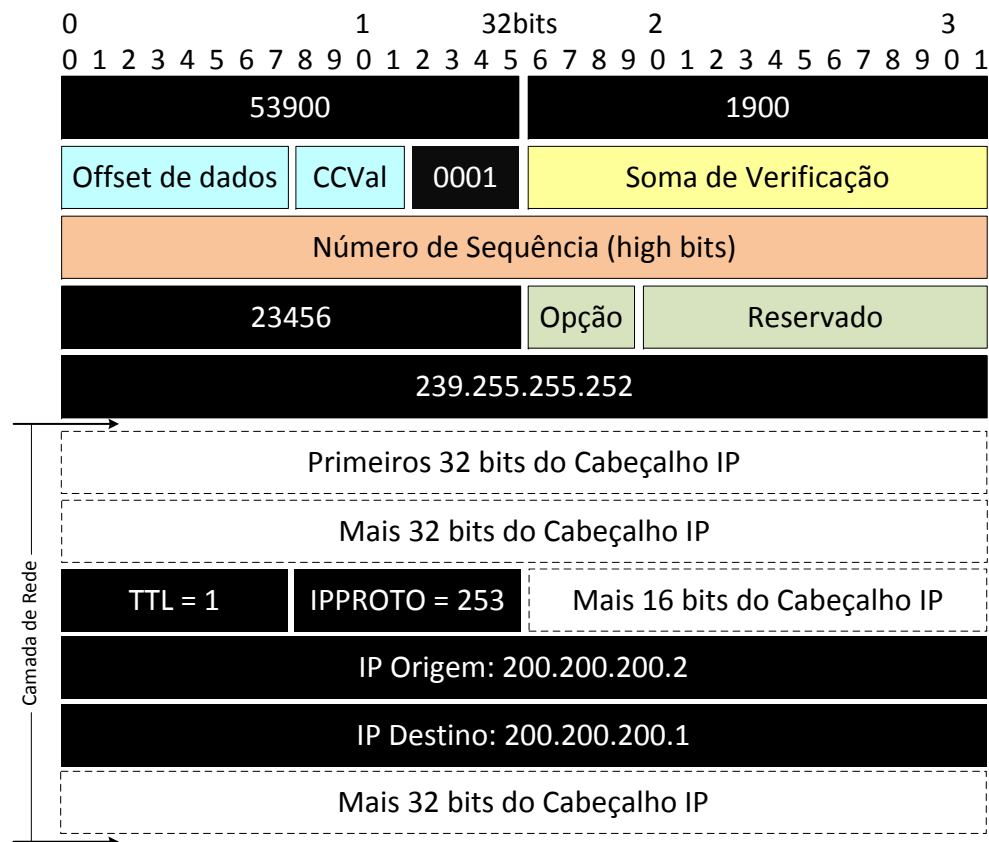 0 1 32bits 2 3
0 1 2 3 4 5 6 7 8 9 0 1 2 3 4 5 6 7 8 9 0 1 2 3 4 5 6 7 8 9 0 1
53900 1900
Offset de dados CCVal 0001 Soma de Verificação
Número de Sequência (high bits)
23456 Opção Reservado
239.255.255.252
Primeiros 32 bits do Cabeçalho IP
Mais 32 bits do Cabeçalho IP
TTL = 1 IPPROTO = 253 Mais 16 bits do Cabeçalho IP
IP Origem: 200.200.200.2
IP Destino: 200.200.200.1
Mais 32 bits do Cabeçalho IP
Camada de Rede